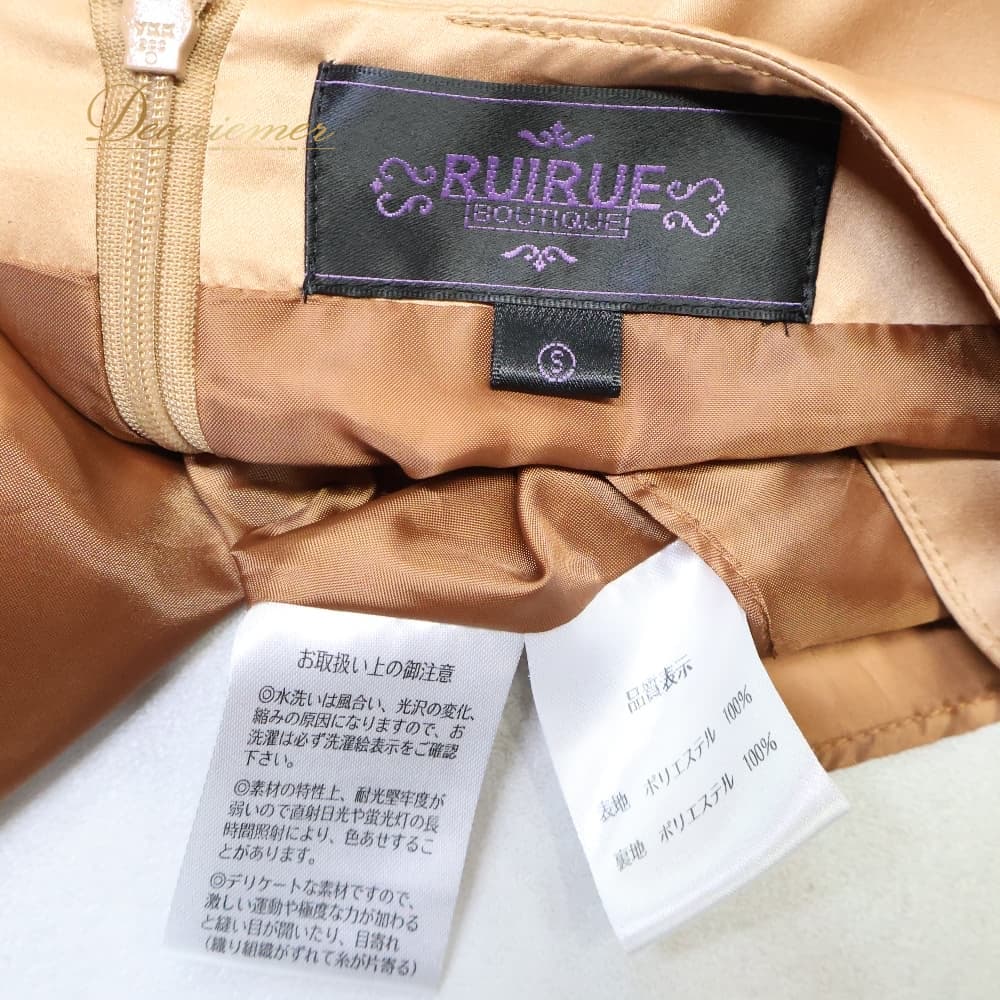 Deuxiemer
RUIRUE
BOUTIQUE
S
お取扱い上の御注意
◎水洗いは風合い、光沢の変化、
縮みの原因になりますので、お
洗濯は必ず洗濯絵表示をご確認
下さい。
◎素材の特性上、耐光堅牢度が
弱いので直射日光や蛍光灯の長
時間照射により、色あせするこ
とがあります。
◎デリケートな素材ですので、
激しい運動や極度な力が加わる
と縫い目が開いたり、目寄れ
(織り組織がずれて糸が片寄る)
品質表示
表地 ポリエステル 100%
裏地 ポリエステル 100%